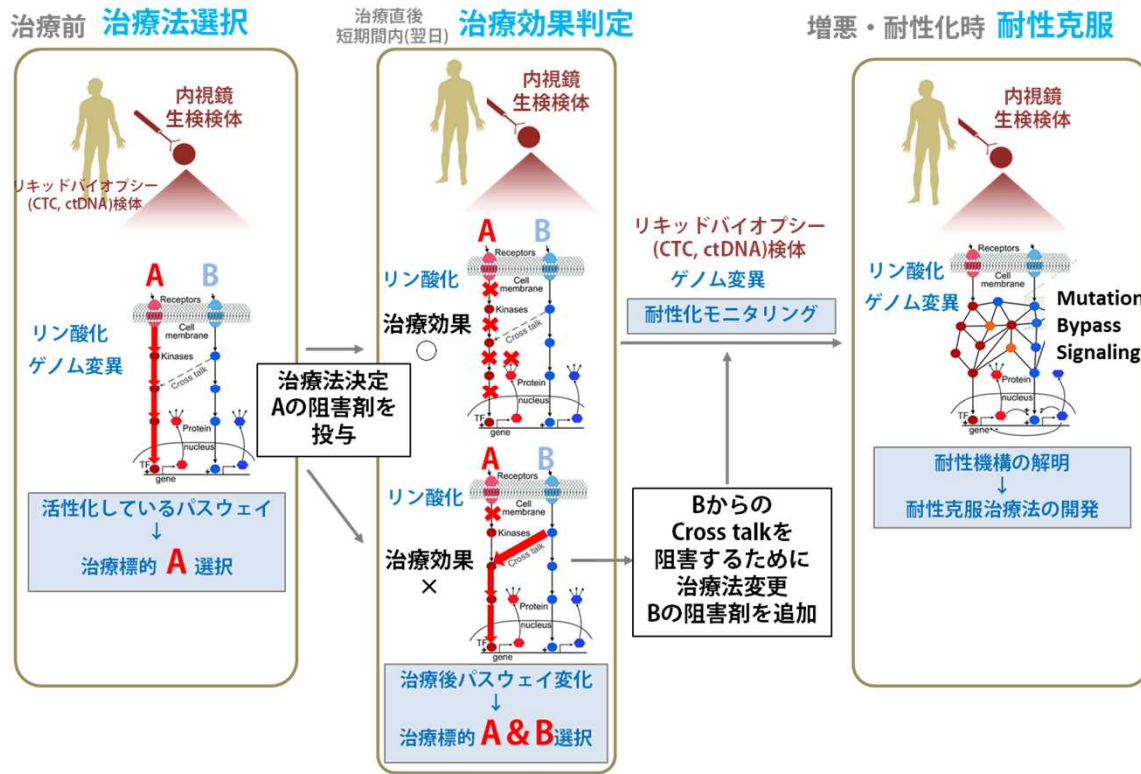 治療前 治療法選択
内視鏡
生検検体
リキッドバイオプシー
(CTC, ctDNA)検体
A B
Receptors
Cell
membrane
リン酸化
ゲノム変異
Kinases
Cross talk
Protein
nucleus
TF
gene
活性化しているパスウェイ
↓
治療標的 A 選択
治療法決定
Aの阻害剤を
投与
治療直後
短期間内(翌日)
治療効果判定
内視鏡
生検検体
A B
Receptors
リン酸化
Cell
membrane
治療効果
○
Kinases
Cross talk
Protein
nucleus
TF
gene
A B
Receptors
リン酸化
Cell
membrane
治療効果
×
Kinases
Cross talk
Protein
nucleus
TF
gene
治療後パスウェイ変化
↓
治療標的 A & B 選択
リキッドバイオプシー
(CTC, ctDNA)検体
ゲノム変異
耐性化モニタリング
Bからの
Cross talkを
阻害するために
治療法変更
Bの阻害剤を追加
増悪・耐性化時 耐性克服
内視鏡
生検検体
Receptors
リン酸化
Cell
membrane
ゲノム変異
Mutation
Bypass
Signaling
Protein
nucleus
TF
gene
耐性機構の解明
↓
耐性克服治療法の開発